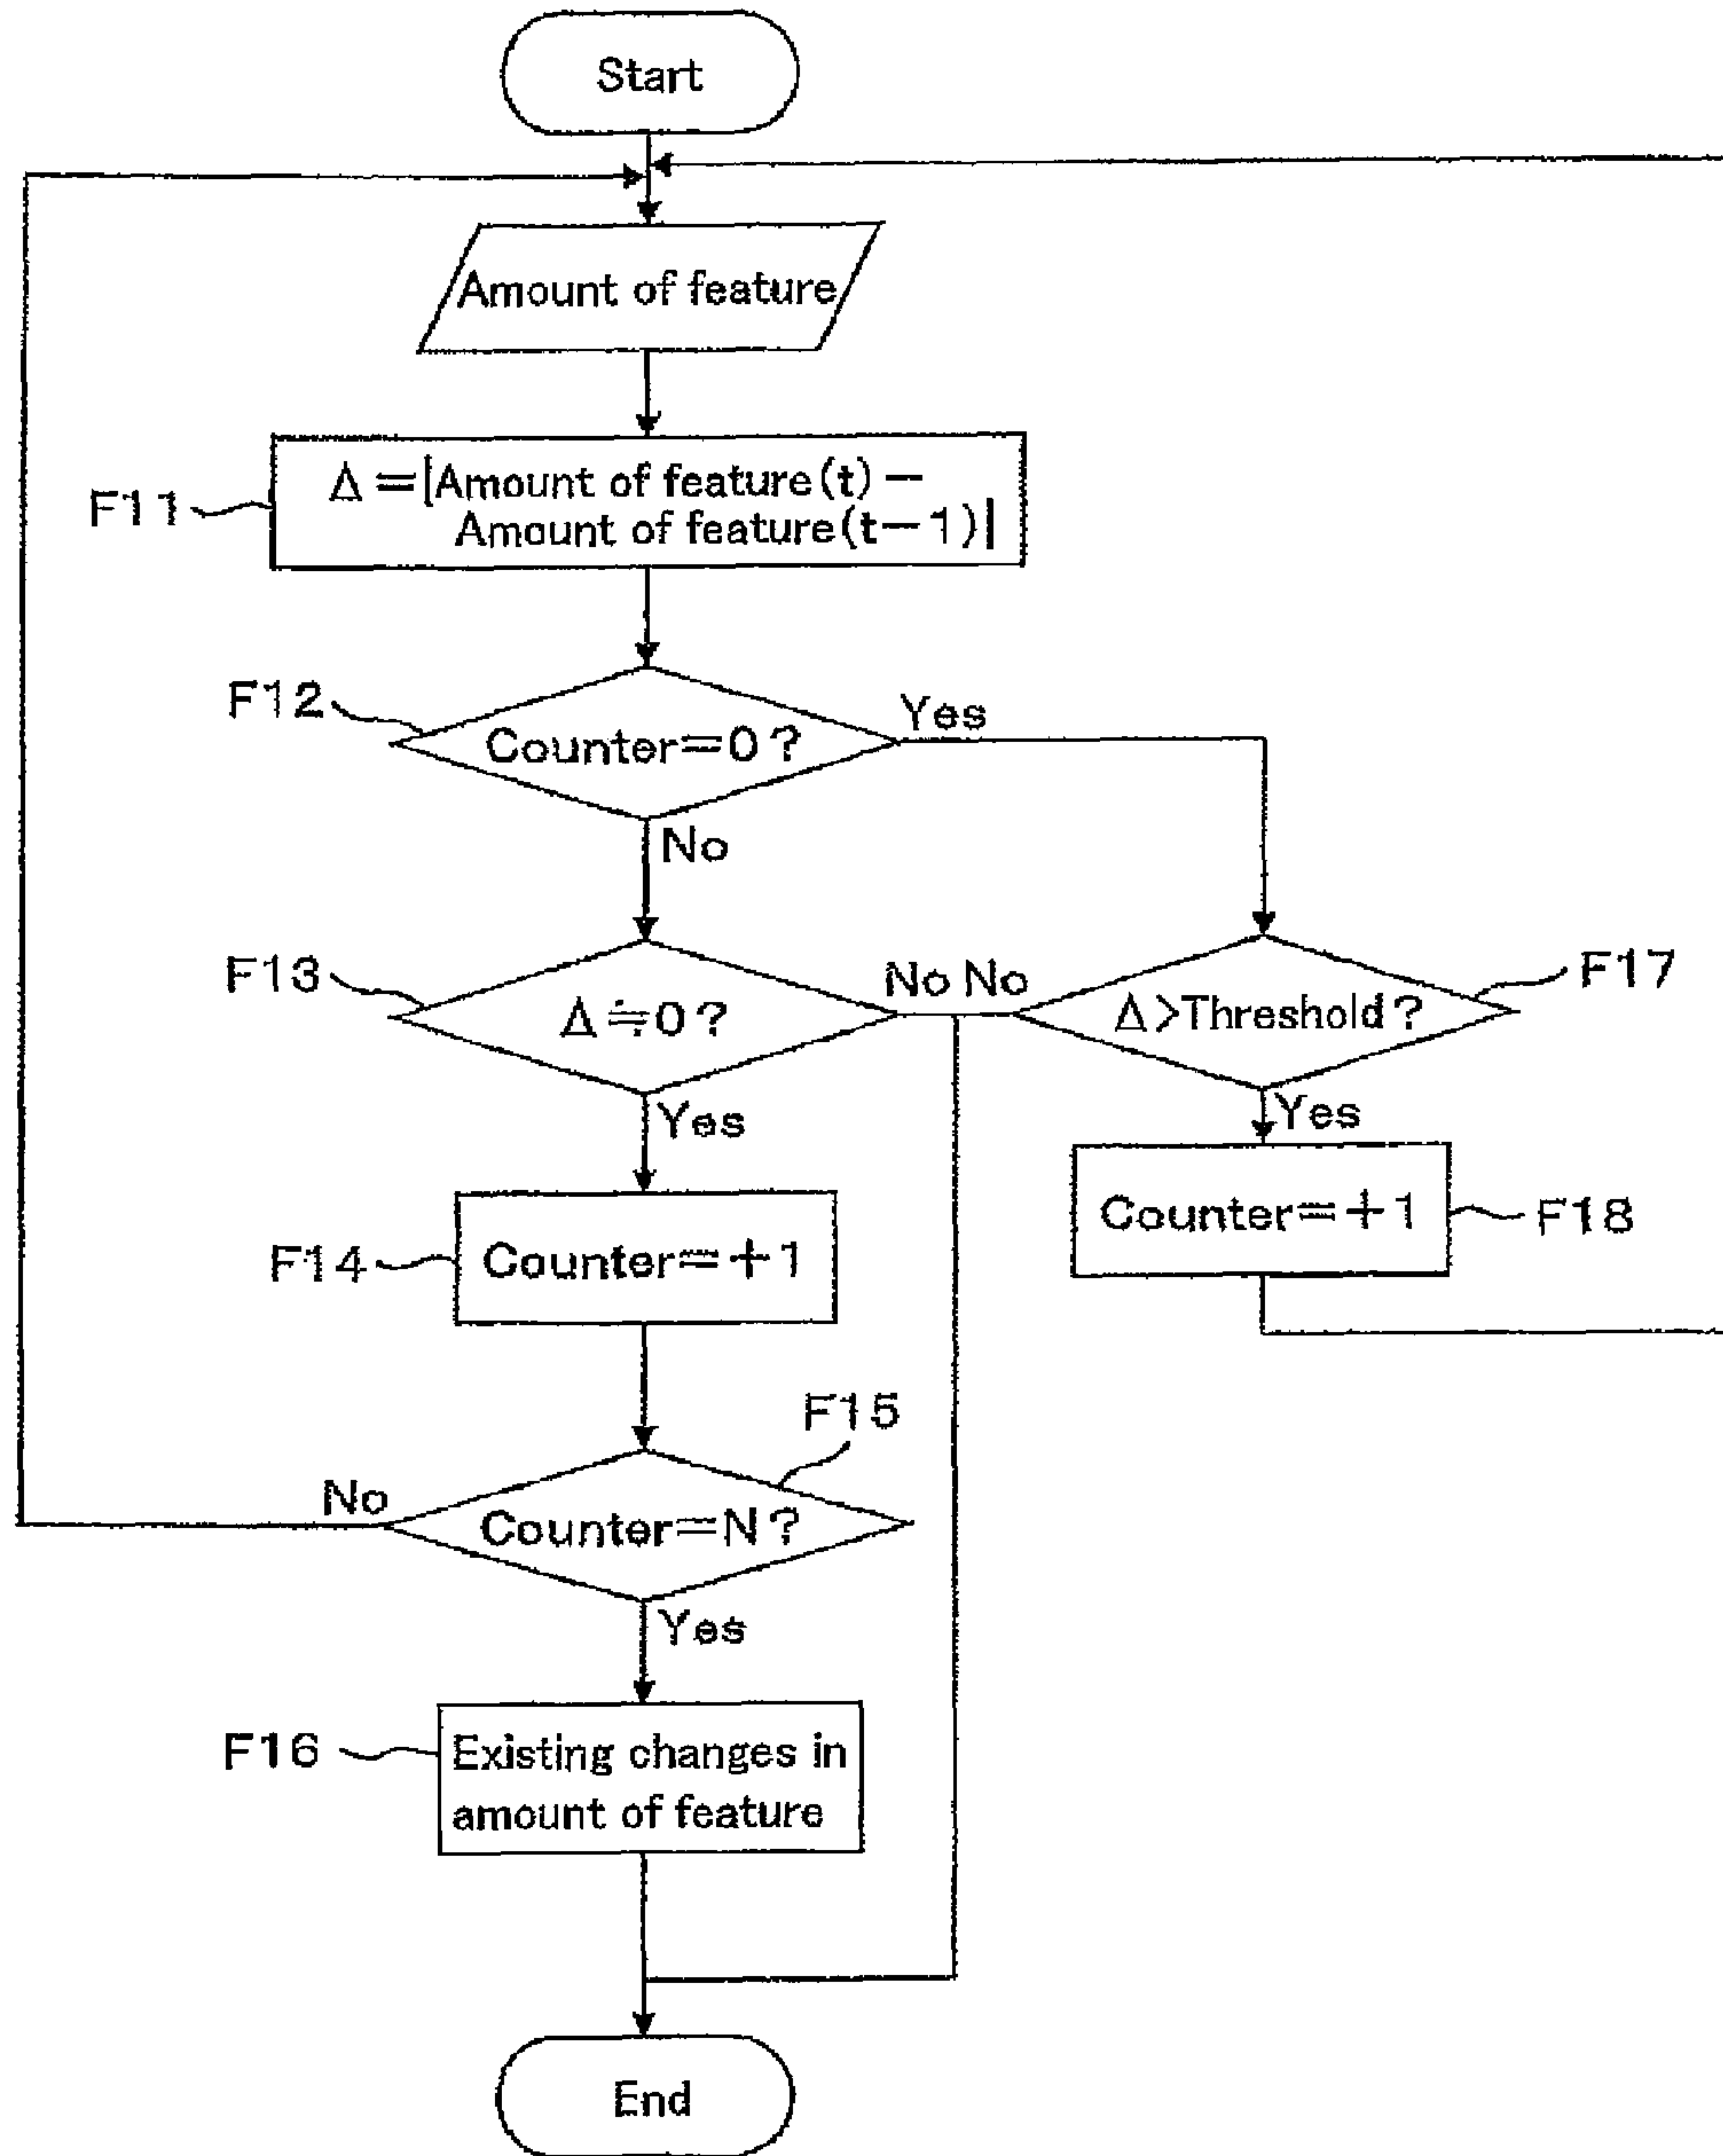 Start
Amount of feature
F11
Δ=|Amount of feature(t)−
Amount of feature(t−1)|
F12
Counter=0?
Yes
No
F13
Δ≒0?
No
No
Δ>Threshold?
F17
Yes
Yes
F14
Counter=+1
Counter=+1
F18
F15
No
Counter=N?
Yes
F16
Existing changes in
amount of feature
End